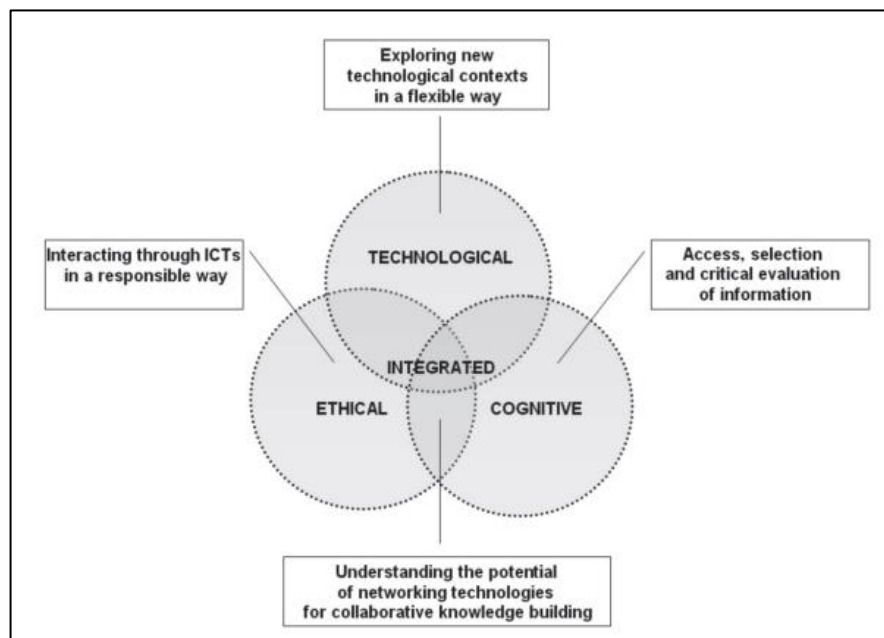 Exploring new
technological contexts
in a flexible way
TECHNOLOGICAL
Interacting through ICTs
in a responsible way
Access, selection
and critical evaluation
of information
INTEGRATED
ETHICAL
COGNITIVE
Understanding the potential
of networking technologies
for collaborative knowledge building